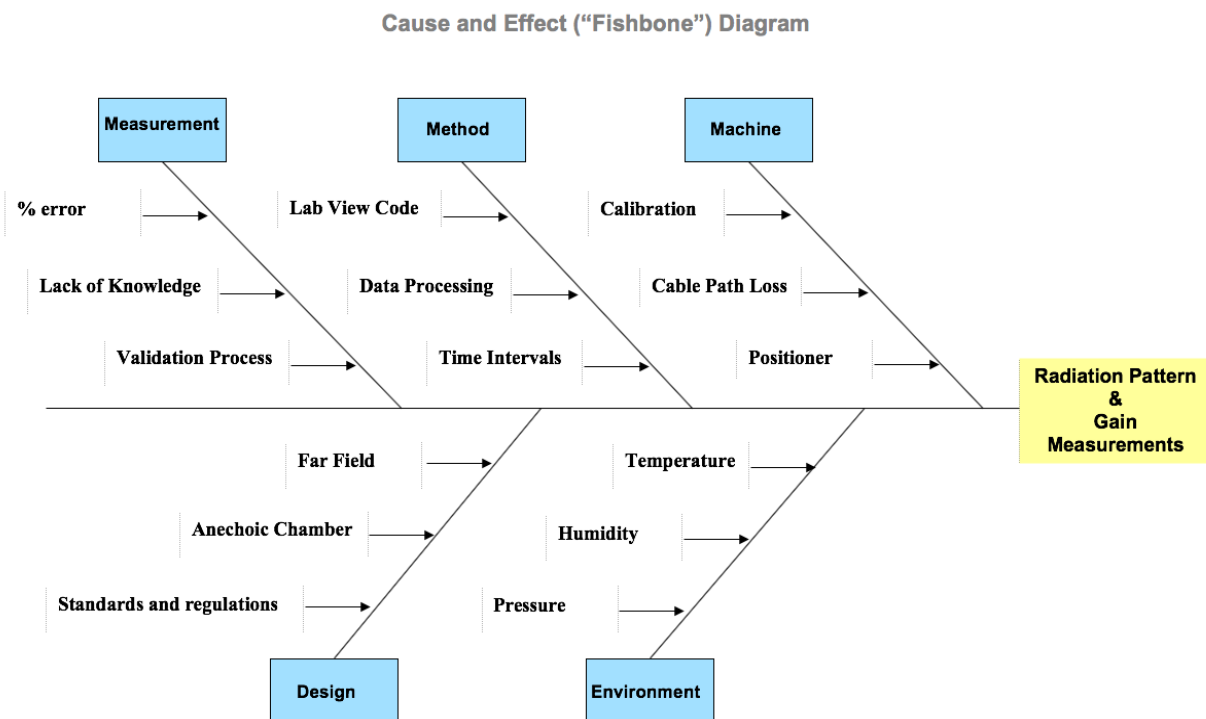 Cause and Effect (“Fishbone”) Diagram
Measurement
Method
Machine
% error
Lab View Code
Calibration
Lack of Knowledge
Data Processing
Cable Path Loss
Validation Process
Time Intervals
Positioner
Radiation Pattern
&
Gain
Measurements
Far Field
Temperature
Anechoic Chamber
Humidity
Standards and regulations
Pressure
Design
Environment